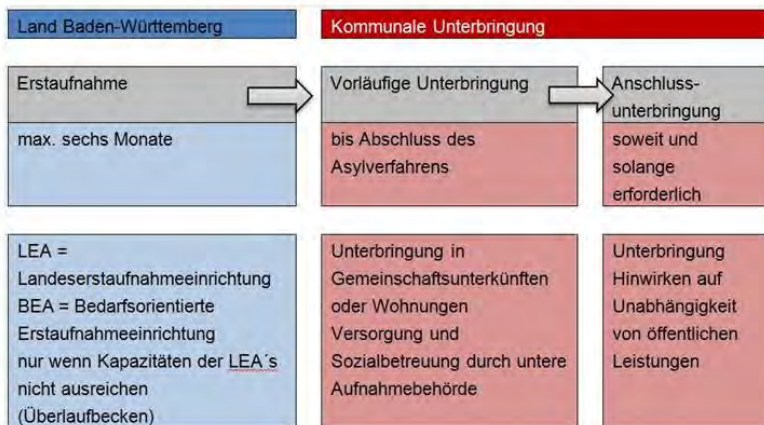 Land Baden-Württemberg
Kommunale Unterbringung
Erstaufnahme
Vorläufige Unterbringung
Anschluss-
unterbringung
max. sechs Monate
bis Abschluss des
Asylverfahrens
soweit und
solange
erforderlich
LEA =
Landeserstaufnahmeeinrichtung
BEA = Bedarfsorientierte
Erstaufnahmeeinrichtung
nur wenn Kapazitäten der LEA´s
nicht ausreichen
(Überlaufbecken)
Unterbringung in
Gemeinschaftsunterkünften
oder Wohnungen
Versorgung und
Sozialbetreuung durch untere
Aufnahmebehörde
Unterbringung
Hinwirken auf
Unabhängigkeit
von öffentlichen
Leistungen